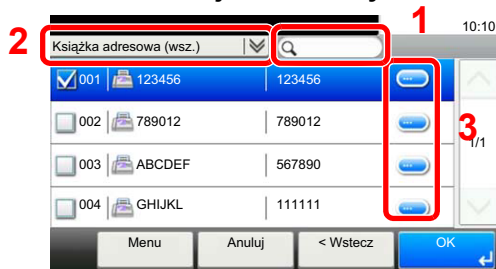 1
10:10
2
Książka adresowa (wsz.)
001 123456 123456
002 789012 789012
3
1/1
003 ABCDEF 567890
004 GHIJKL 111111
Menu Anuluj < Wstecz OK